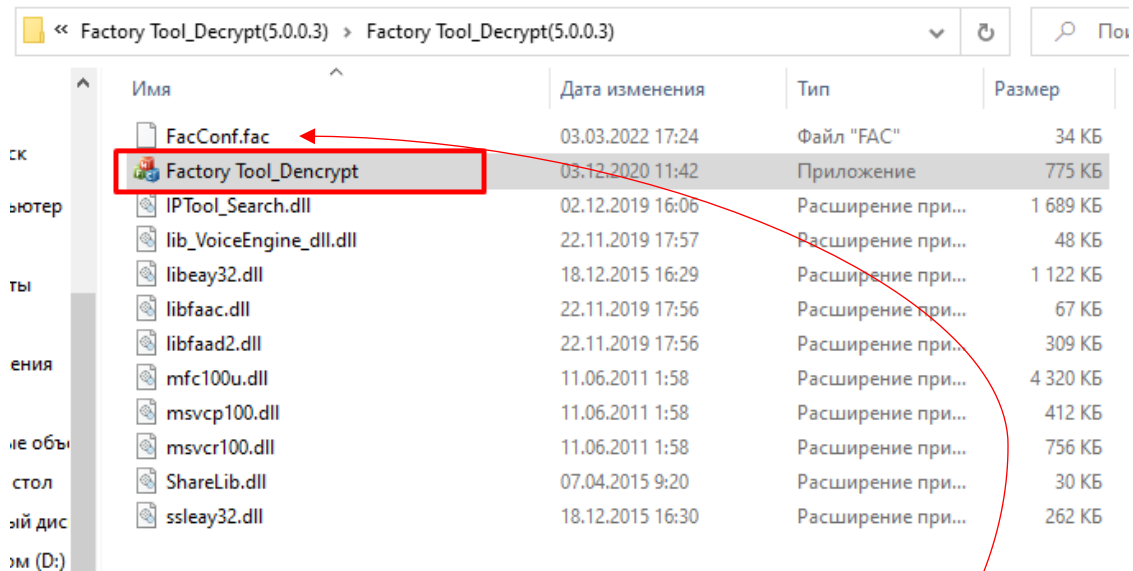 « Factory Tool_Decrypt(5.0.0.3) > Factory Tool_Decrypt(5.0.0.3)
Имя Дата изменения Тип Размер
FacConf.fac 03.03.2022 17:24 Файл "FAC" 34 КБ
Factory Tool_Dencrypt 03.12.2020 11:42 Приложение 775 КБ
IPTool_Search.dll 02.12.2019 16:06 Расширение при... 1 689 КБ
lib_VoiceEngine_dll.dll 22.11.2019 17:57 Расширение при... 48 КБ
libeay32.dll 18.12.2015 16:29 Расширение при... 1 122 КБ
libfaac.dll 22.11.2019 17:56 Расширение при... 67 КБ
libfaad2.dll 22.11.2019 17:56 Расширение при... 309 КБ
mfc100u.dll 11.06.2011 1:58 Расширение при... 4 320 КБ
msvcp100.dll 11.06.2011 1:58 Расширение при... 412 КБ
msvcr100.dll 11.06.2011 1:58 Расширение при... 756 КБ
ShareLib.dll 07.04.2015 9:20 Расширение при... 30 КБ
ssleay32.dll 18.12.2015 16:30 Расширение при... 262 КБ
ск
ьютер
ты
ения
стол
ый дис
ом (D:)